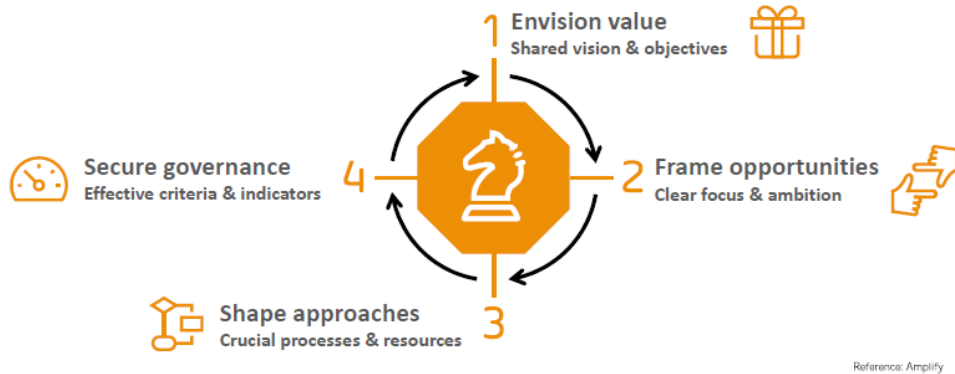 1
Envision value
Shared vision & objectives
2
Frame opportunities
Clear focus & ambition
3
Shape approaches
Crucial processes & resources
4
Secure governance
Effective criteria & indicators
Reference: Amplify